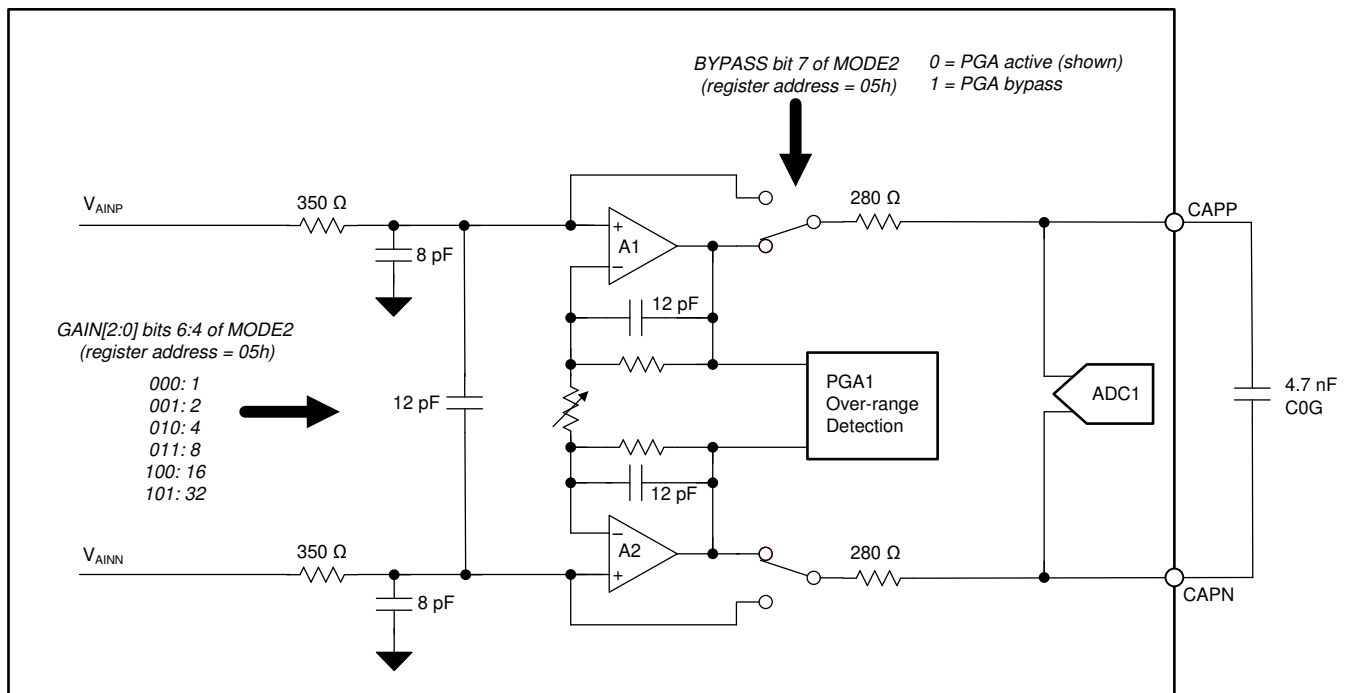 BYPASS bit 7 of MODE2
(register address = 05h)
0 = PGA active (shown)
1 = PGA bypass
VAINP
350 Ω
8 pF
A1
280 Ω
CAPP
12 pF
GAIN[2:0] bits 6:4 of MODE2
(register address = 05h)
000: 1
001: 2
010: 4
011: 8
100: 16
101: 32
12 pF
PGA1
Over-range
Detection
ADC1
4.7 nF
C0G
12 pF
VAINN
350 Ω
8 pF
A2
280 Ω
CAPN